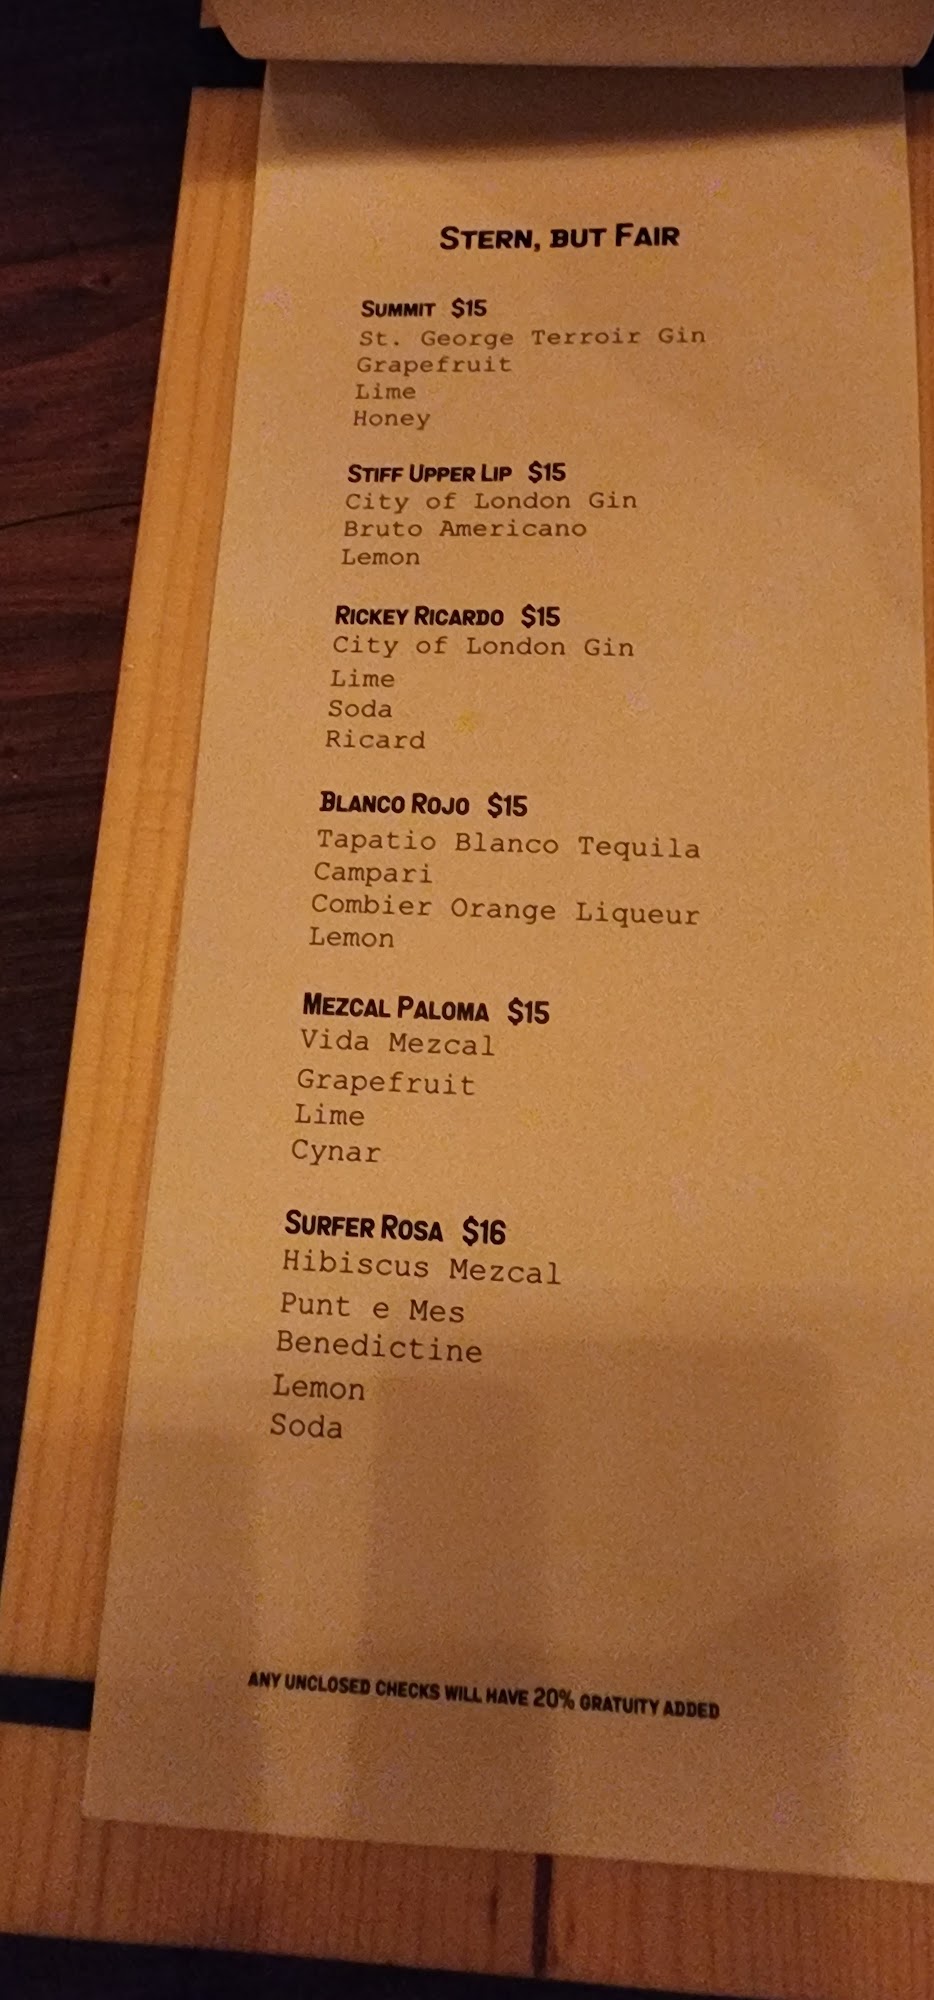 Stern, but Fair
Summit $15
St. George Terroir Gin
Grapefruit
Lime
Honey
Stiff Upper Lip $15
City of London Gin
Bruto Americano
Lemon
Rickey Ricardo $15
City of London Gin
Lime
Soda
Ricard
Blanco Rojo $15
Tapatio Blanco Tequila
Campari
Combier Orange Liqueur
Lemon
Mezcal Paloma $15
Vida Mezcal
Grapefruit
Lime
Cynar
Surfer Rosa $16
Hibiscus Mezcal
Punt e Mes
Benedictine
Lemon
Soda
ANY UNCLOSED CHECKS WILL HAVE 20% GRATUITY ADDED